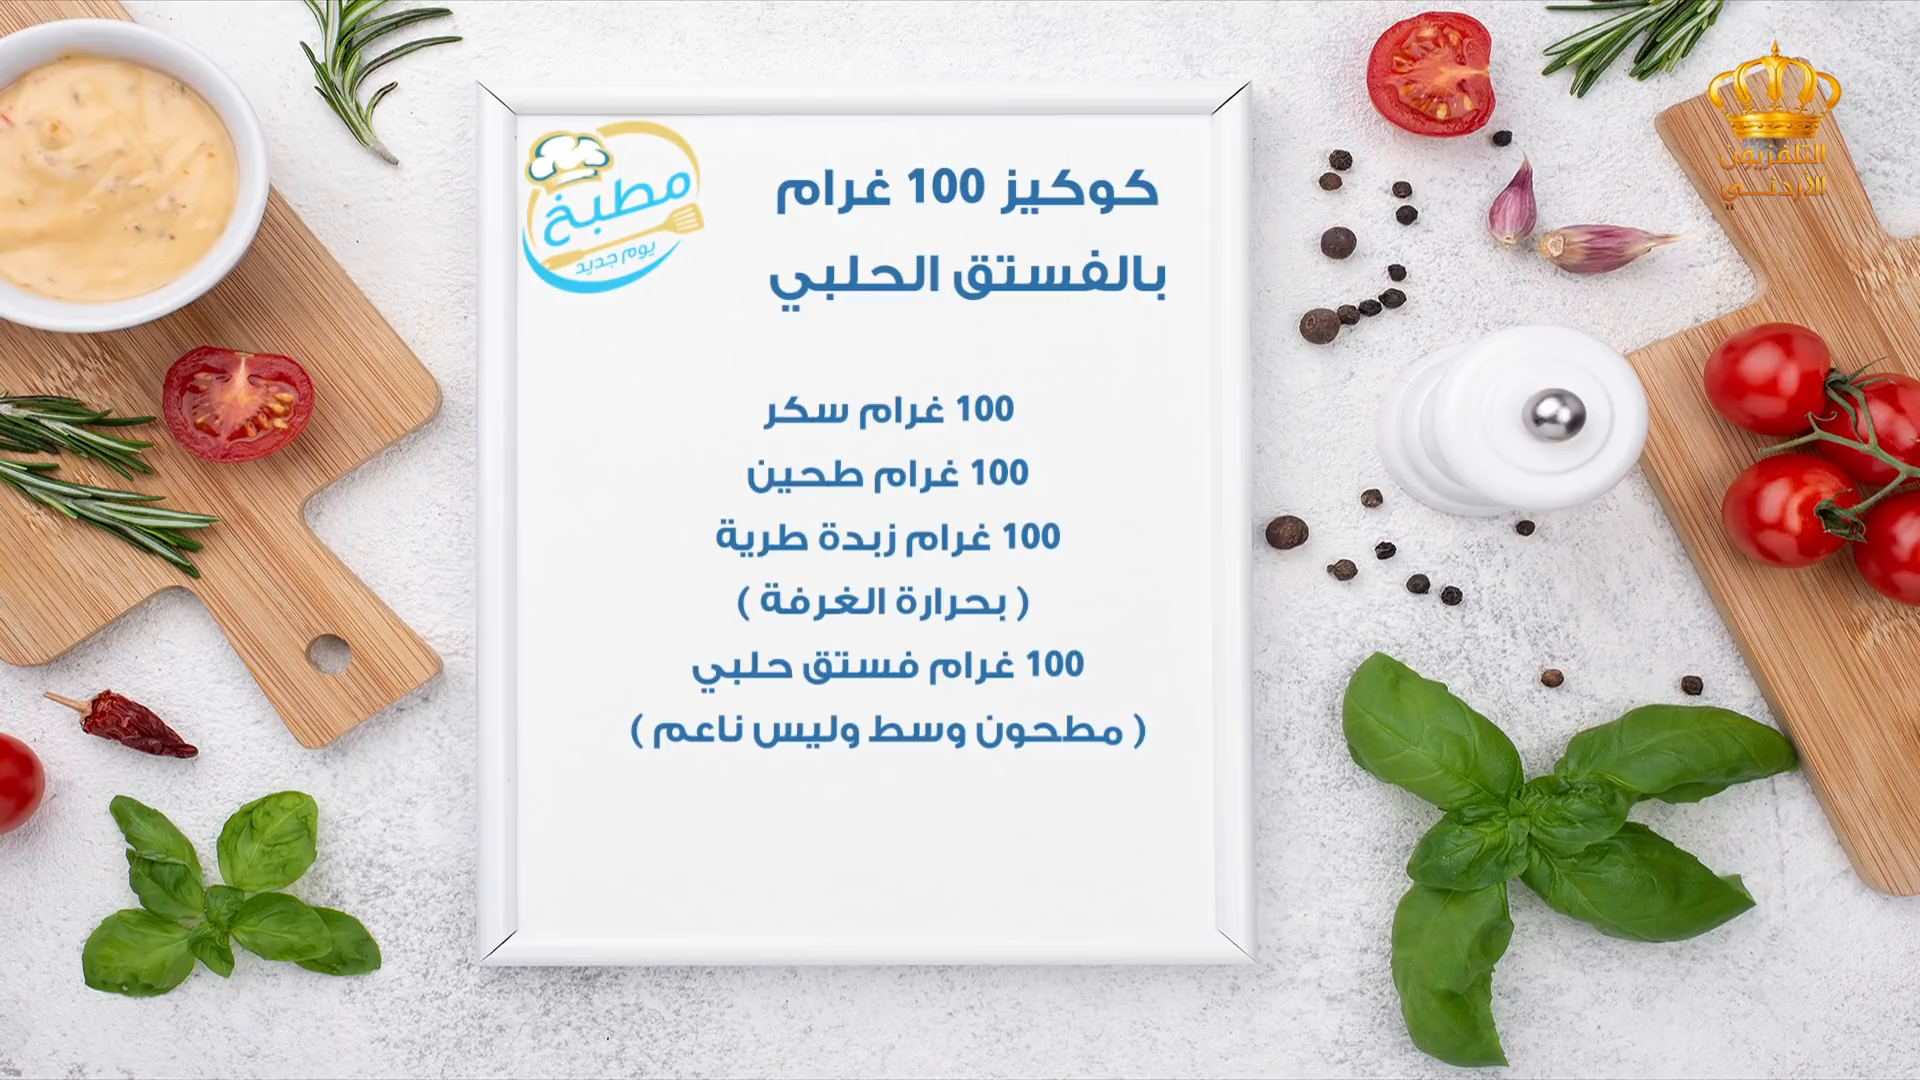 مطبخ
يوم جديد
كوكيز 100 غرام
بالفستق الحلبي
100 غرام سكر
100 غرام طحين
100 غرام زبدة طرية
( بحرارة الغرفة )
100 غرام فستق حلبي
( مطحون وسط وليس ناعم )
التلفزيون
الأردني